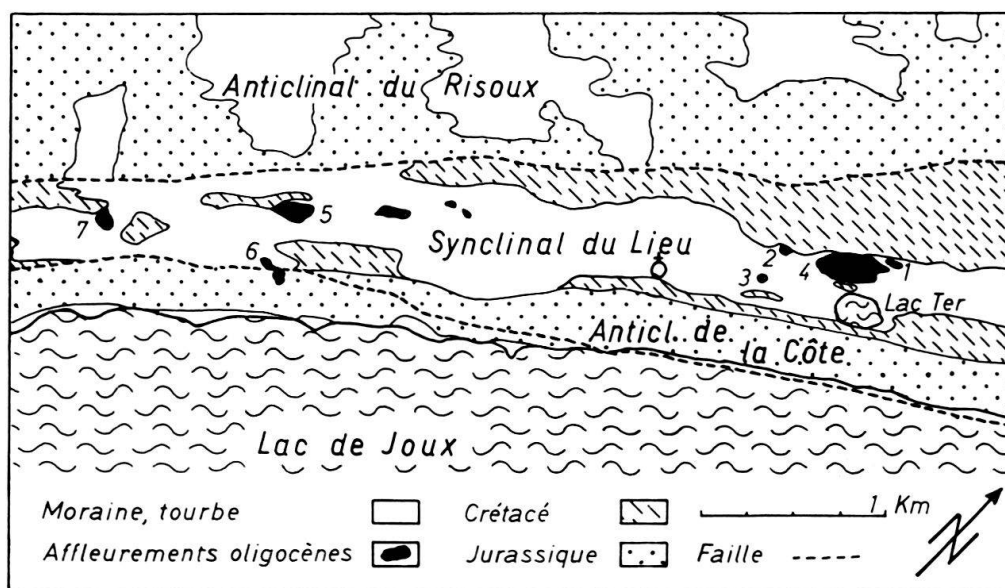 Anticlinal du Risoux
7
5
6
Synclinal du Lieu
2
3
4
1
Lac Ter
Anticl. de
la Côte
Lac de Joux
Moraine, tourbe
Crétacé
1 Km
Affleurements oligocènes
Jurassique
Faille
N